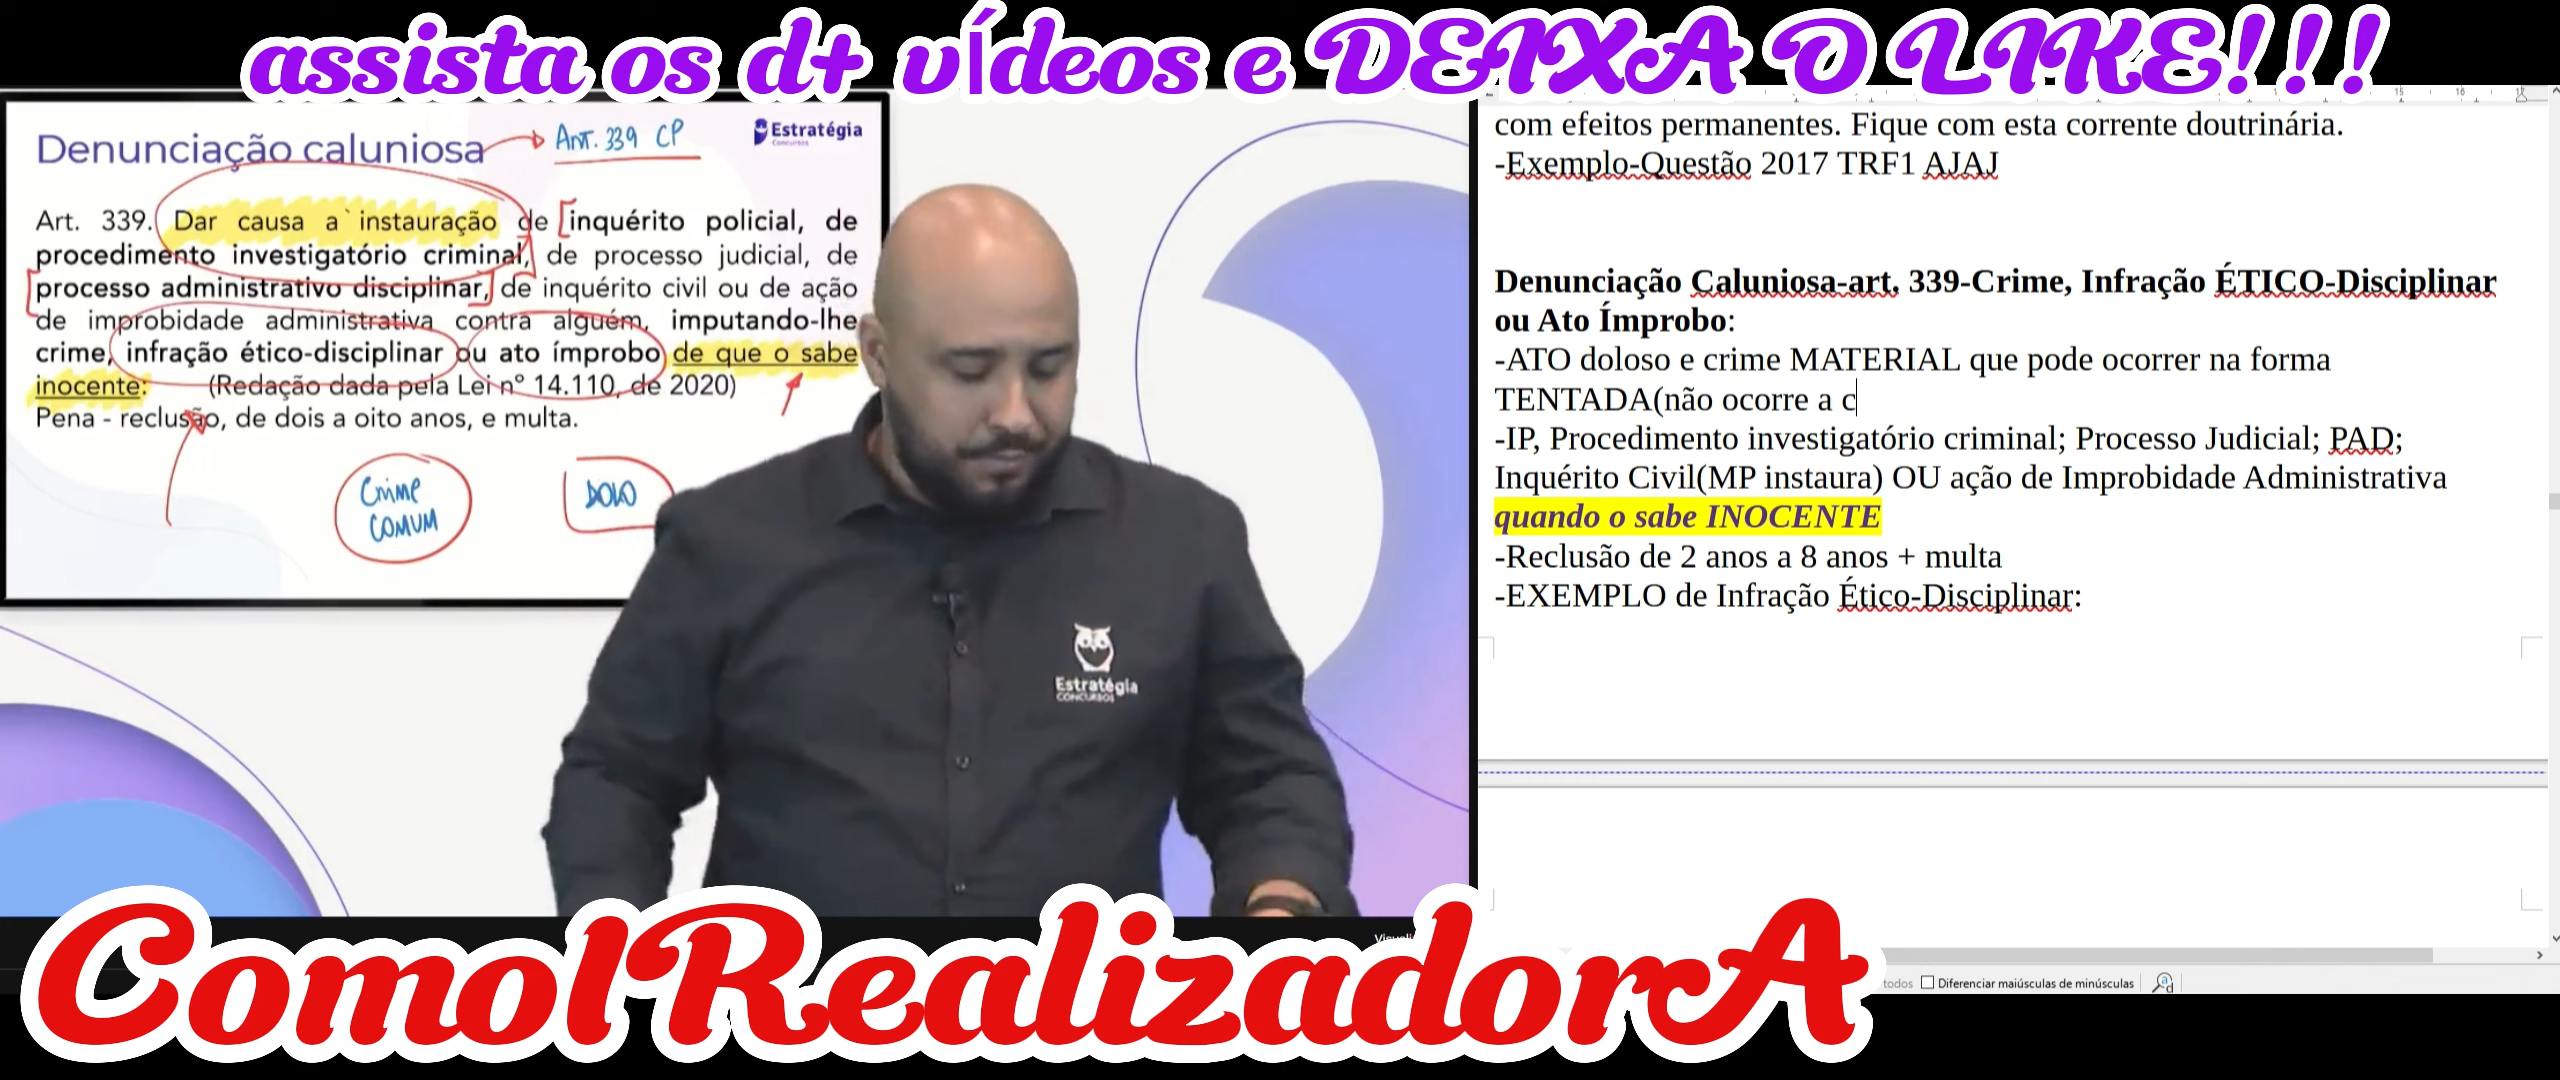 assista os d+ vÍdeos e DEIXA O LIKE!!!
Denunciação caluniosa
Art. 339 CP
Estratégia
Concursos
Art. 339. Dar causa a instauração de [inquérito policial, de
procedimento investigatório criminal,] de processo judicial, de
[processo administrativo disciplinar,] de inquérito civil ou de ação
de improbidade administrativa contra alguém, imputando-lhe
crime, infração ético-disciplinar ou ato ímprobo de que o sabe
inocente: (Redação dada pela Lei nº 14.110, de 2020)
Pena - reclusão, de dois a oito anos, e multa.
Crime
COMUM
DOLO
Estratégia
CONCURSOS
com efeitos permanentes. Fique com esta corrente doutrinária.
-Exemplo-Questão 2017 TRF1 AJAJ
Denunciação Caluniosa-art. 339-Crime, Infração ÉTICO-Disciplinar
ou Ato Ímprobo:
-ATO doloso e crime MATERIAL que pode ocorrer na forma
TENTADA(não ocorre a c
-IP, Procedimento investigatório criminal; Processo Judicial; PAD;
Inquérito Civil(MP instaura) OU ação de Improbidade Administrativa
quando o sabe INOCENTE
-Reclusão de 2 anos a 8 anos + multa
-EXEMPLO de Infração Ético-Disciplinar:
todos Diferenciar maiúsculas de minúsculas
ComolRealizadorA